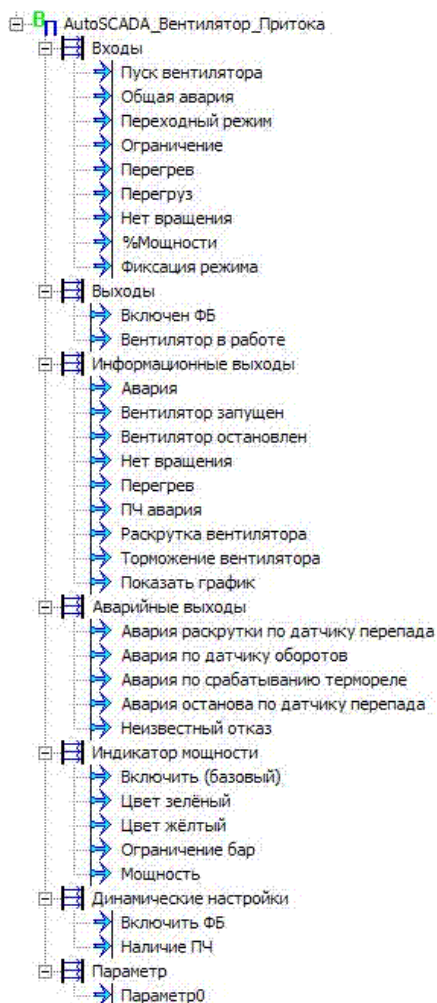 ВП AutoSCADA_Вентилятор_Притока
Входы
Пуск вентилятора
Общая авария
Переходный режим
Ограничение
Перегрев
Перегруз
Нет вращения
%Мощности
Фиксация режима
Выходы
Включен ФБ
Вентилятор в работе
Информационные выходы
Авария
Вентилятор запущен
Вентилятор остановлен
Нет вращения
Перегрев
ПЧ авария
Раскрутка вентилятора
Торможение вентилятора
Показать график
Аварийные выходы
Авария раскрутки по датчику перепада
Авария по датчику оборотов
Авария по срабатыванию термореле
Авария останова по датчику перепада
Неизвестный отказ
Индикатор мощности
Включить (базовый)
Цвет зелёный
Цвет жёлтый
Ограничение бар
Мощность
Динамические настройки
Включить ФБ
Наличие ПЧ
Параметр
Параметр0